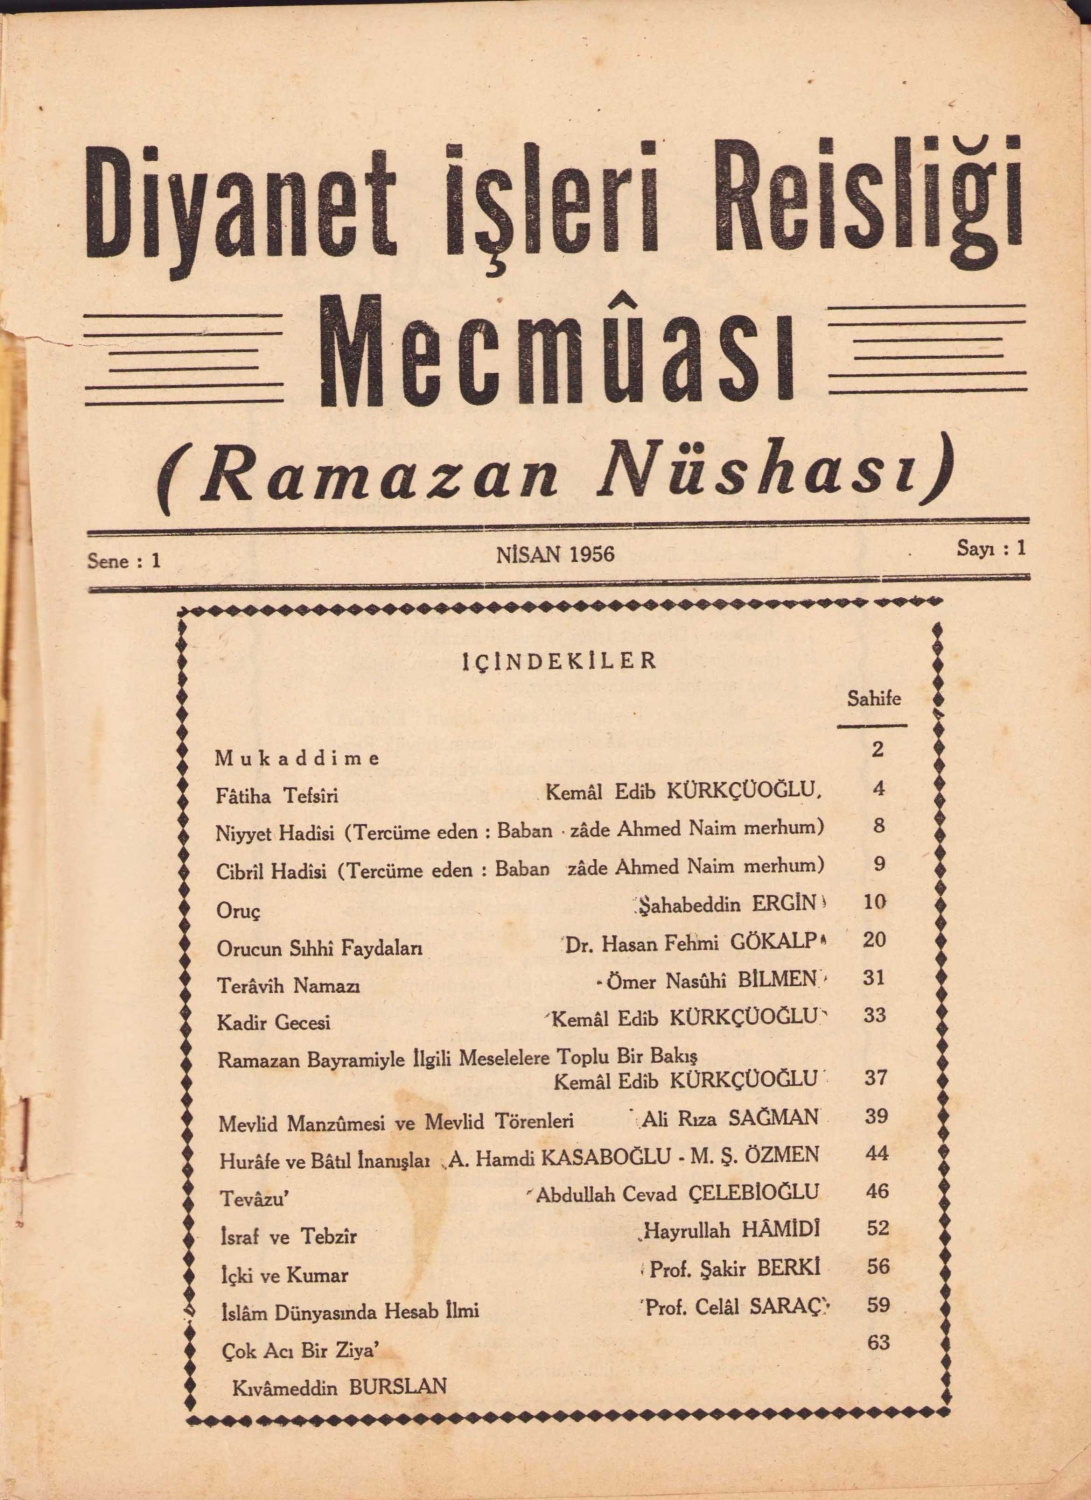 Diyanet işleri Reisliği
Mecmûası
(Ramazan Nüshası)
Sene : 1 NİSAN 1956 Sayı : 1
İÇİNDEKİLER
Sahife
Mukaddime 2
Fâtiha Tefsîri Kemâl Edib KÜRKÇÜOĞLU, 4
Niyyet Hadîsi (Tercüme eden : Baban zâde Ahmed Naim merhum) 8
Cibrîl Hadîsi (Tercüme eden : Baban zâde Ahmed Naim merhum) 9
Oruç Şahabeddin ERGİN 10
Orucun Sıhhî Faydaları Dr. Hasan Fehmi GÖKALP 20
Terâvih Namazı Ömer Nasûhî BİLMEN 31
Kadir Gecesi Kemâl Edib KÜRKÇÜOĞLU 33
Ramazan Bayramiyle İlgili Meselelere Toplu Bir Bakış
Kemâl Edib KÜRKÇÜOĞLU 37
Mevlid Manzûmesi ve Mevlid Törenleri Ali Rıza SAĞMAN 39
Hurâfe ve Bâtıl İnanışlar A. Hamdi KASABOĞLU - M. Ş. ÖZMEN 44
Tevâzu' Abdullah Cevad ÇELEBİOĞLU 46
İsraf ve Tebzîr Hayrullah HÂMİDÎ 52
İçki ve Kumar Prof. Şakir BERKİ 56
İslâm Dünyasında Hesab İlmi Prof. Celâl SARAÇ 59
Çok Acı Bir Ziya' 63
Kıvâmeddin BURSLAN